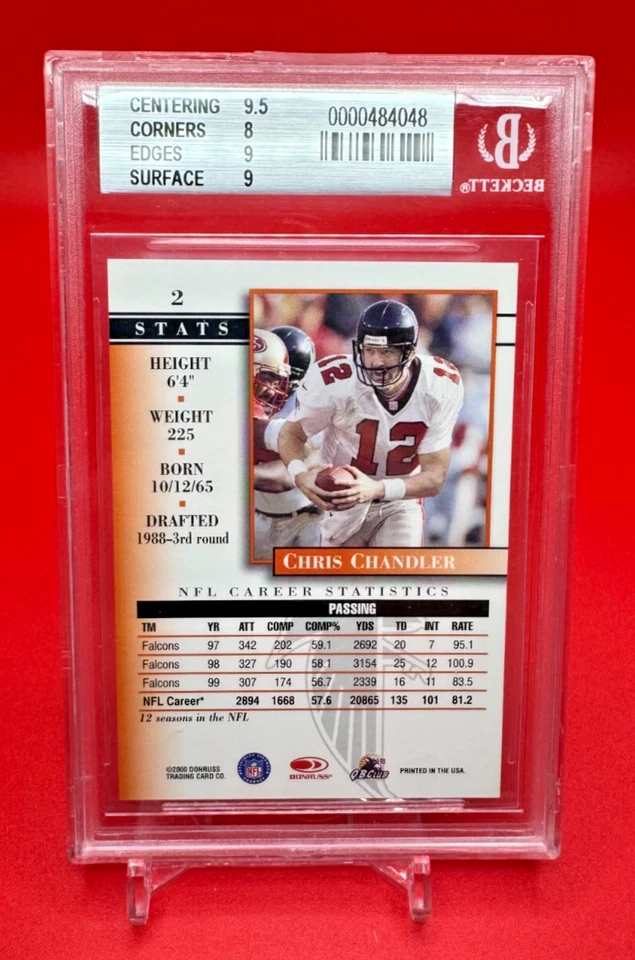 CENTERING 9.5
CORNERS 8
EDGES 9
SURFACE 9
0000484048
B
BECKETT®
2
STATS
HEIGHT
6'4"
WEIGHT
225
BORN
10/12/65
DRAFTED
1988–3rd round
12
12
12
CHRIS CHANDLER
NFL CAREER STATISTICS
PASSING
TM YR ATT COMP COMP% YDS TD INT RATE
Falcons 97 342 202 59.1 2692 20 7 95.1
Falcons 98 327 190 58.1 3154 25 12 100.9
Falcons 99 307 174 56.7 2339 16 11 83.5
NFL Career* 2894 1668 57.6 20865 135 101 81.2
12 seasons in the NFL
©2000 DONRUSS
TRADING CARD CO.
NFL
DONRUSS
QB CLUB
PRINTED IN THE USA.